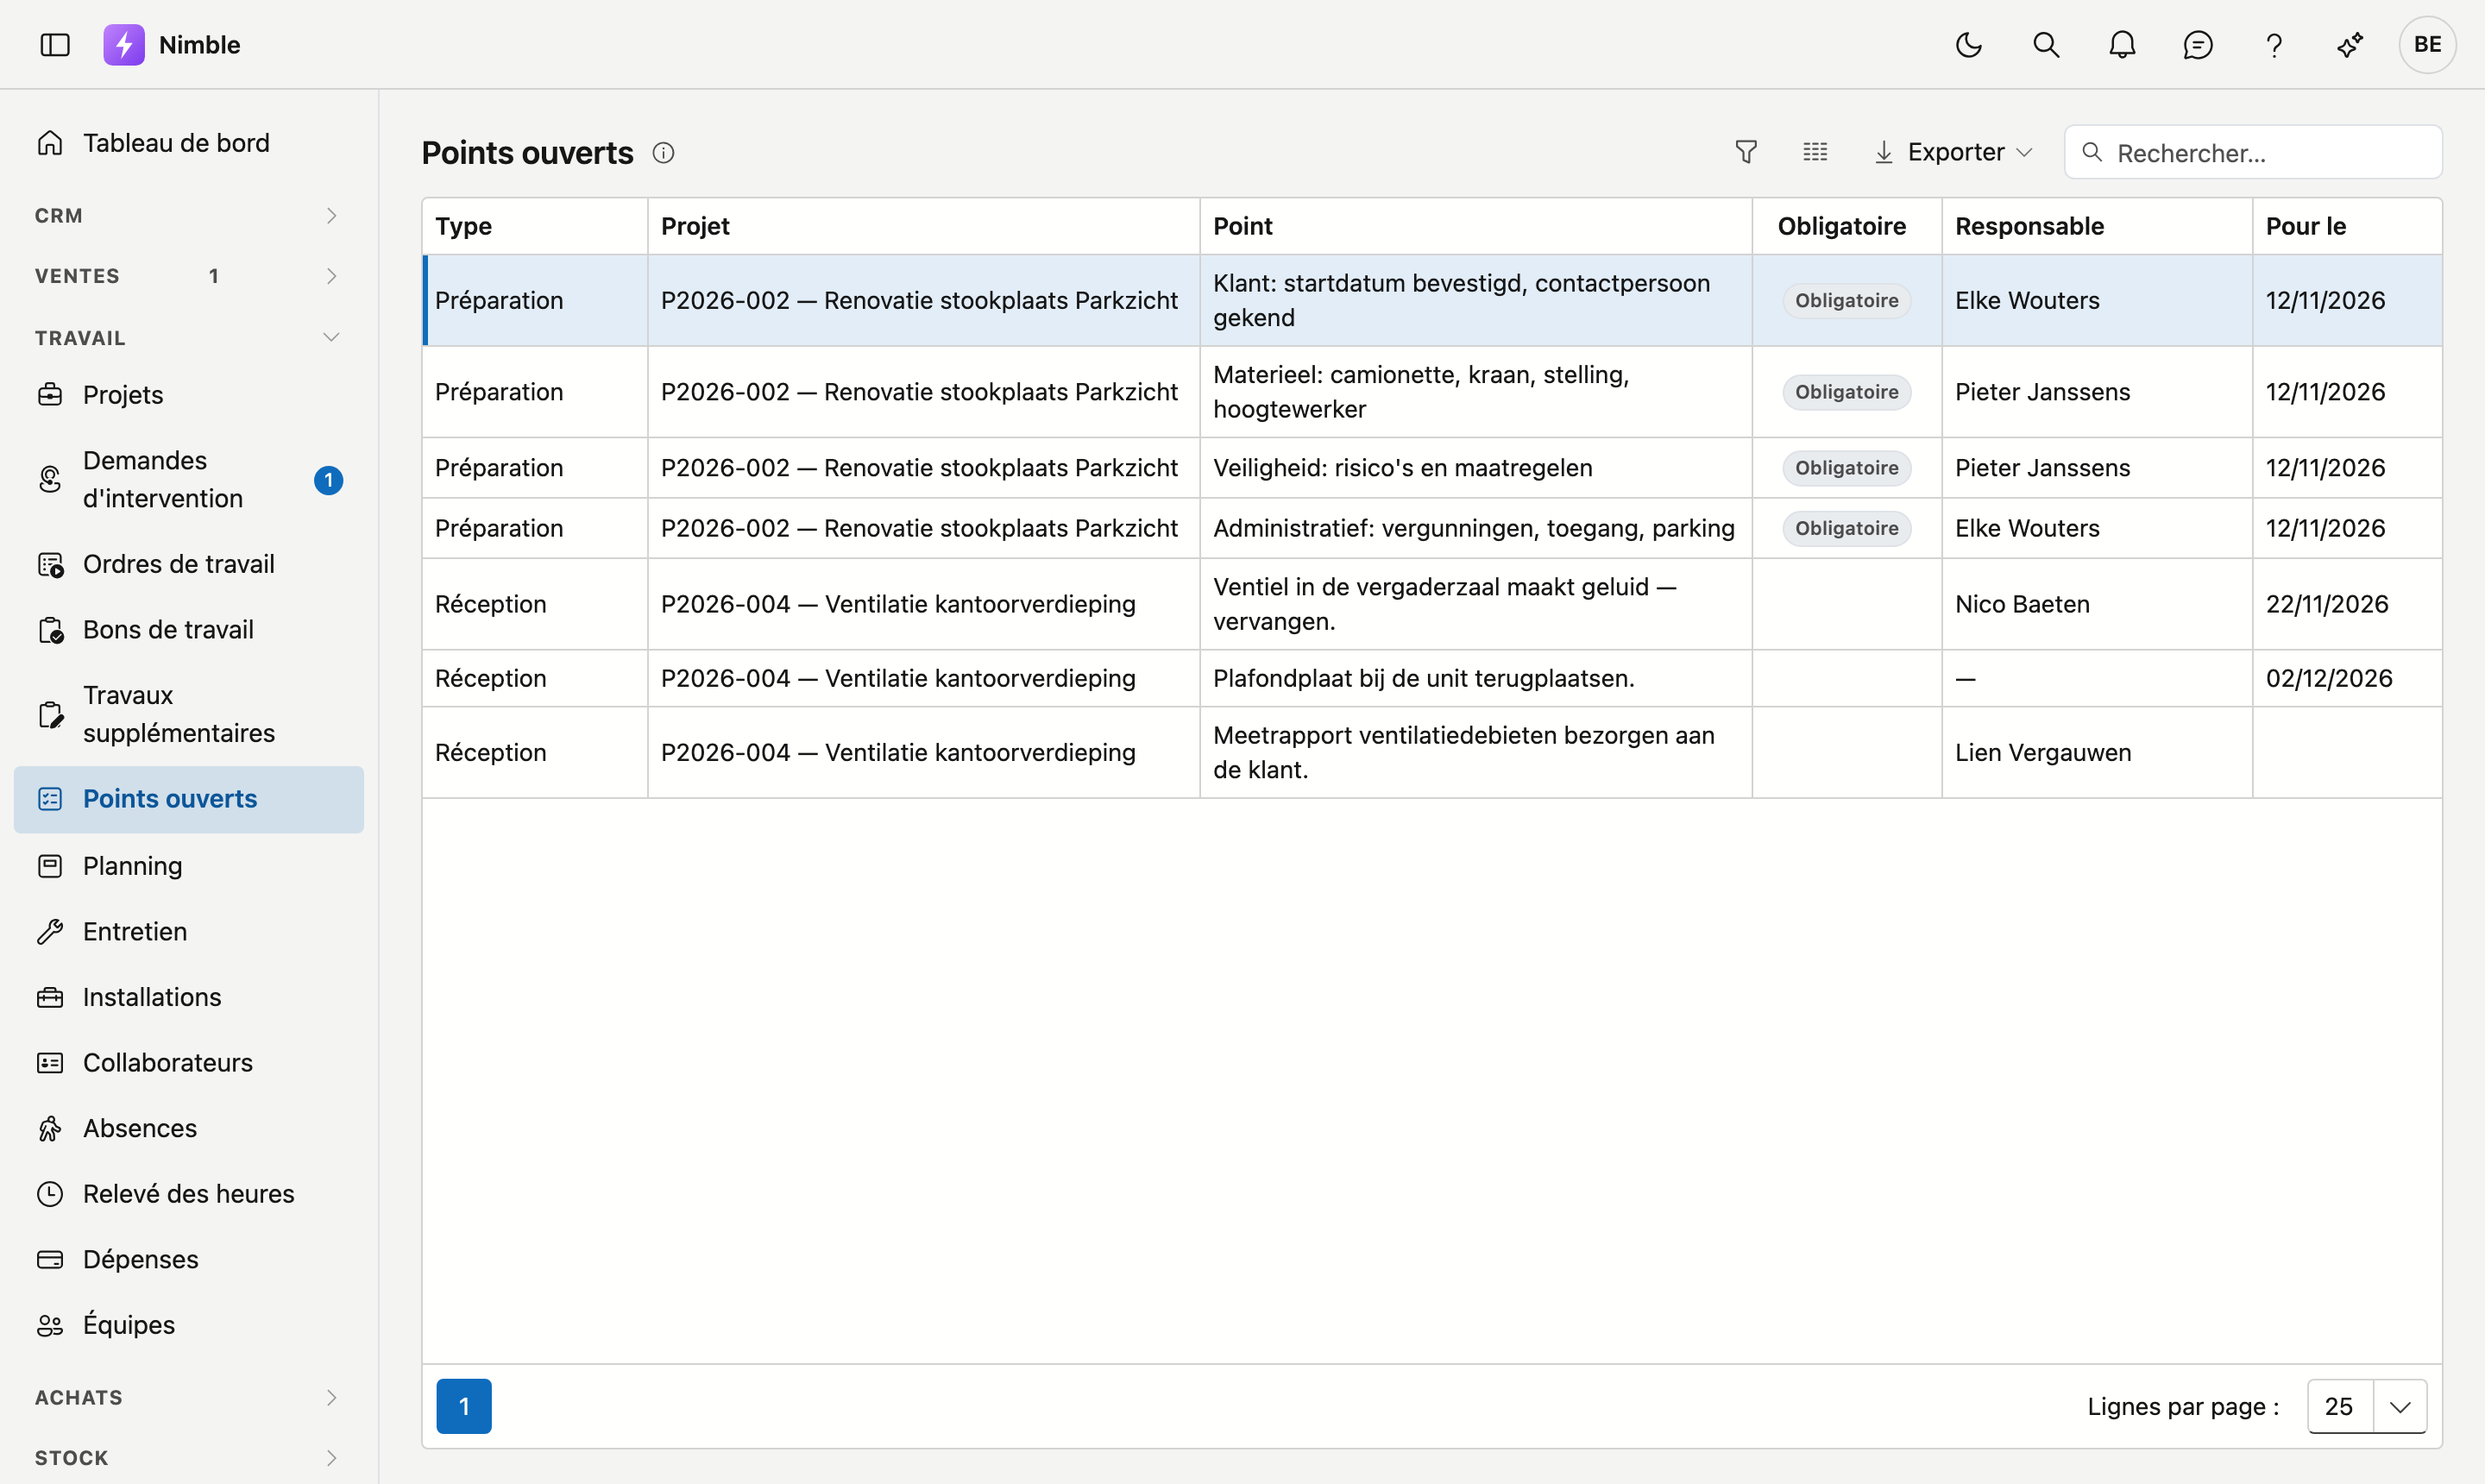 Nimble
BE
Tableau de bord
CRM
VENTES 1
TRAVAIL
Projets
Demandes
d'intervention
1
Ordres de travail
Bons de travail
Travaux
supplémentaires
Points ouverts
Planning
Entretien
Installations
Collaborateurs
Absences
Relevé des heures
Dépenses
Équipes
ACHATS
STOCK
Points ouverts
Exporter
Rechercher...
Type Projet Point Obligatoire Responsable Pour le
Préparation P2026-002 — Renovatie stookplaats Parkzicht Klant: startdatum bevestigd, contactpersoon
gekend
Obligatoire Elke Wouters 12/11/2026
Préparation P2026-002 — Renovatie stookplaats Parkzicht Materieel: camionette, kraan, stelling,
hoogtewerker
Obligatoire Pieter Janssens 12/11/2026
Préparation P2026-002 — Renovatie stookplaats Parkzicht Veiligheid: risico's en maatregelen Obligatoire Pieter Janssens 12/11/2026
Préparation P2026-002 — Renovatie stookplaats Parkzicht Administratief: vergunningen, toegang, parking Obligatoire Elke Wouters 12/11/2026
Réception P2026-004 — Ventilatie kantoorverdieping Ventiel in de vergaderzaal maakt geluid —
vervangen.
Nico Baeten 22/11/2026
Réception P2026-004 — Ventilatie kantoorverdieping Plafondplaat bij de unit terugplaatsen. — 02/12/2026
Réception P2026-004 — Ventilatie kantoorverdieping Meetrapport ventilatiedebieten bezorgen aan
de klant.
Lien Vergauwen
1
Lignes par page : 25